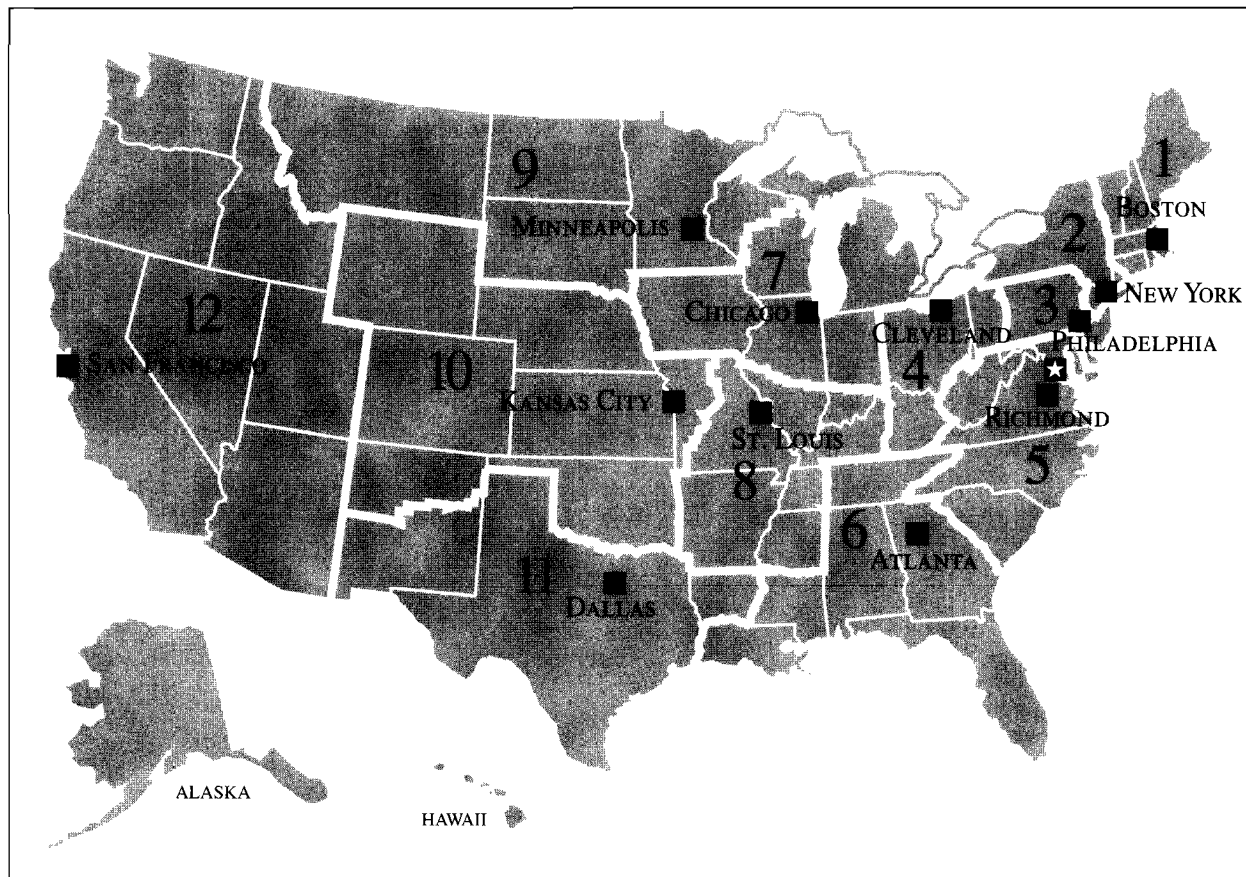 1
BOSTON
9
2
MINNEAPOLIS
7
NEW YORK
12
CHICAGO
3
CLEVELAND
PHILADELPHIA
SAN FRANCISCO
10
4
KANSAS CITY
RICHMOND
ST. LOUIS
5
8
6
ATLANTA
11
DALLAS
ALASKA
HAWAII